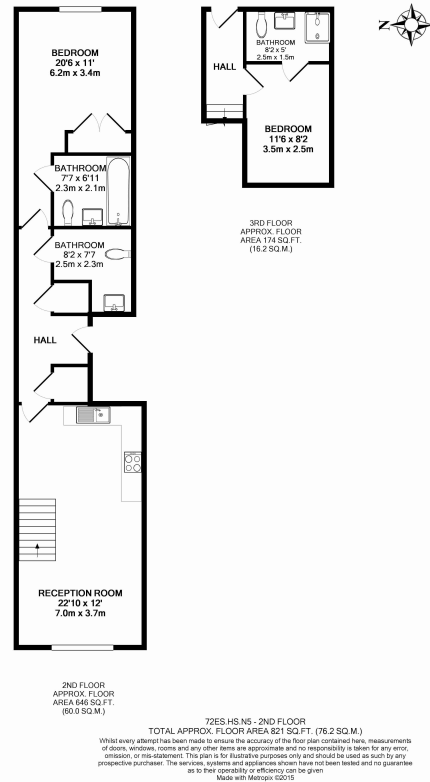 BEDROOM
20'6 x 11'
6.2m x 3.4m
BATHROOM
7'7 x 6'11
2.3m x 2.1m
BATHROOM
8'2 x 7'7
2.5m x 2.3m
HALL
RECEPTION ROOM
22'10 x 12'
7.0m x 3.7m
2ND FLOOR
APPROX. FLOOR
AREA 646 SQ.FT.
(60.0 SQ.M.)
HALL
BATHROOM
8'2 x 5'
2.5m x 1.5m
BEDROOM
11'6 x 8'2
3.5m x 2.5m
3RD FLOOR
APPROX. FLOOR
AREA 174 SQ.FT.
(16.2 SQ.M.)
N
72ES.HS.N5 - 2ND FLOOR
TOTAL APPROX. FLOOR AREA 821 SQ.FT. (76.2 SQ.M.)
Whilst every attempt has been made to ensure the accuracy of the floor plan contained here, measurements
of doors, windows, rooms and any other items are approximate and no responsibility is taken for any error,
omission, or mis-statement. This plan is for illustrative purposes only and should be used as such by any
prospective purchaser. The services, systems and appliances shown have not been tested and no guarantee
as to their operability or efficiency can be given
Made with Metropix ©2015